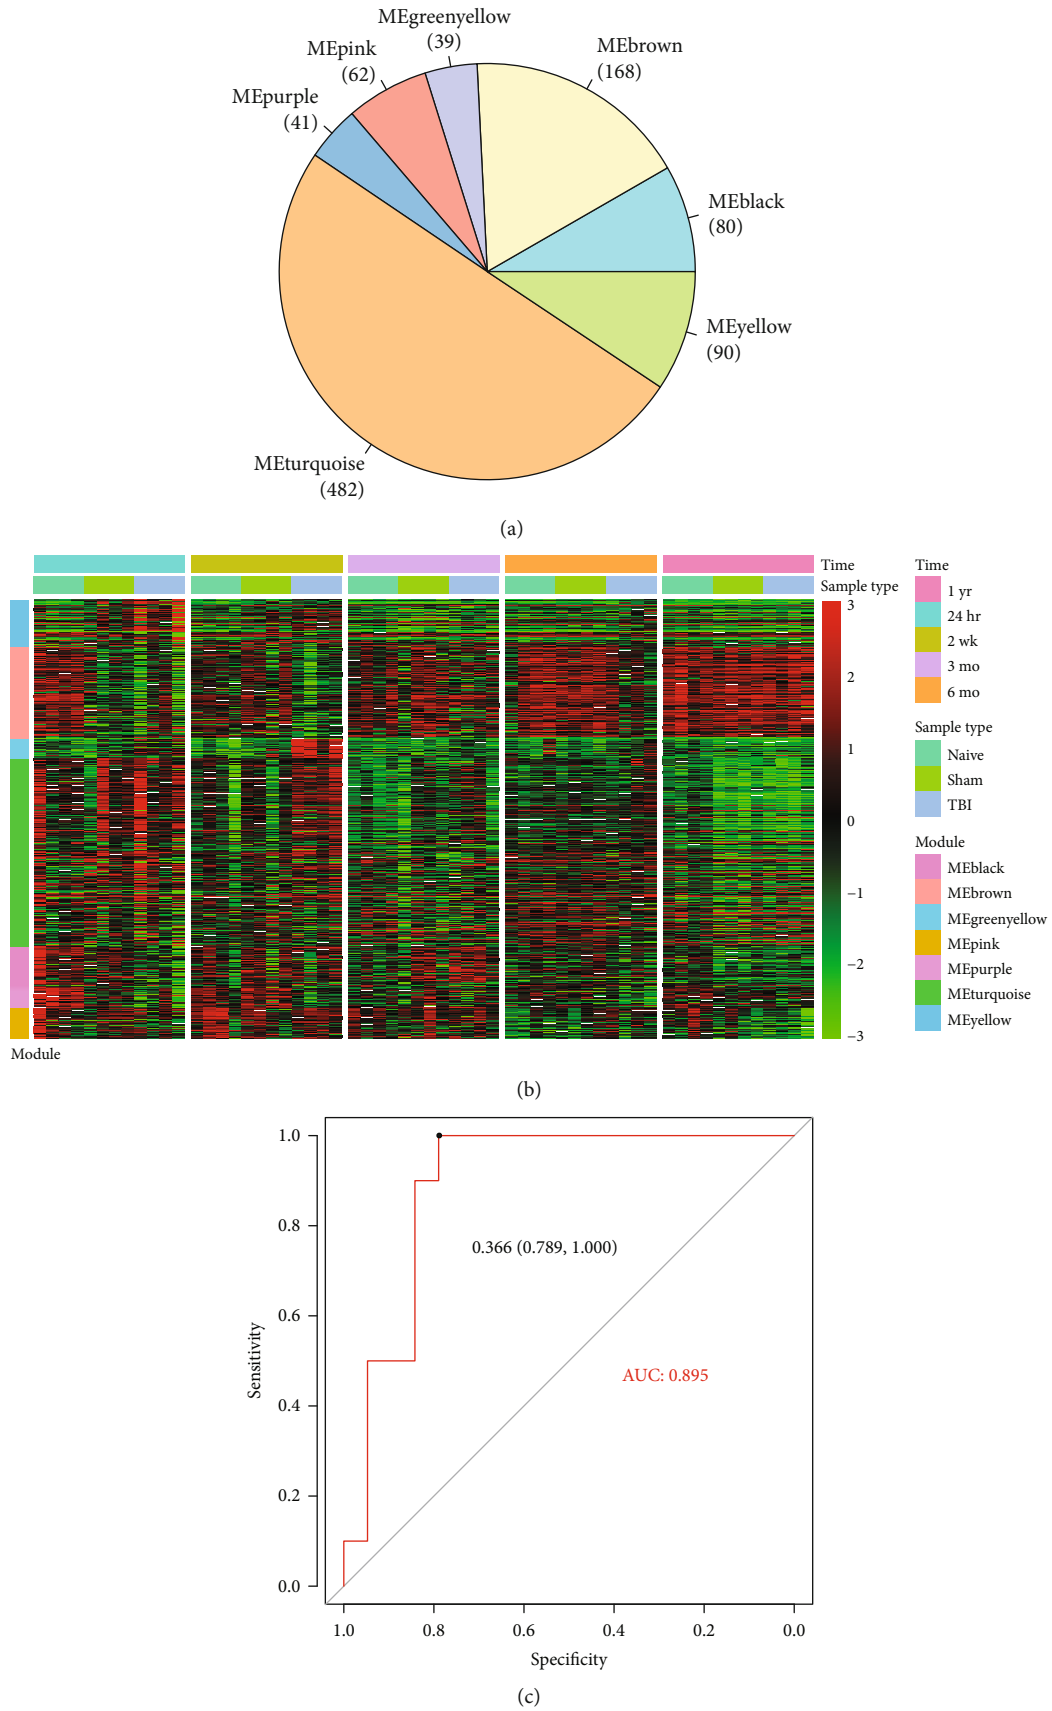 MEgreenyellow
(39)
MEbrown
(168)
MEpink
(62)
MEpurple
(41)
MEblack
(80)
MEyellow
(90)
MEturquoise
(482)
(a)
Time
Sample type
3
2
1
0
−1
−2
−3
Module
Time
1 yr
24 hr
2 wk
3 mo
6 mo
Sample type
Naive
Sham
TBI
Module
MEblack
MEbrown
MEgreenyellow
MEpink
MEpurple
MEturquoise
MEyellow
(b)
1.0
0.8
0.6
0.4
0.2
0.0
Sensitivity
0.366 (0.789, 1.000)
AUC: 0.895
1.0 0.8 0.6 0.4 0.2 0.0
Specificity
(c)